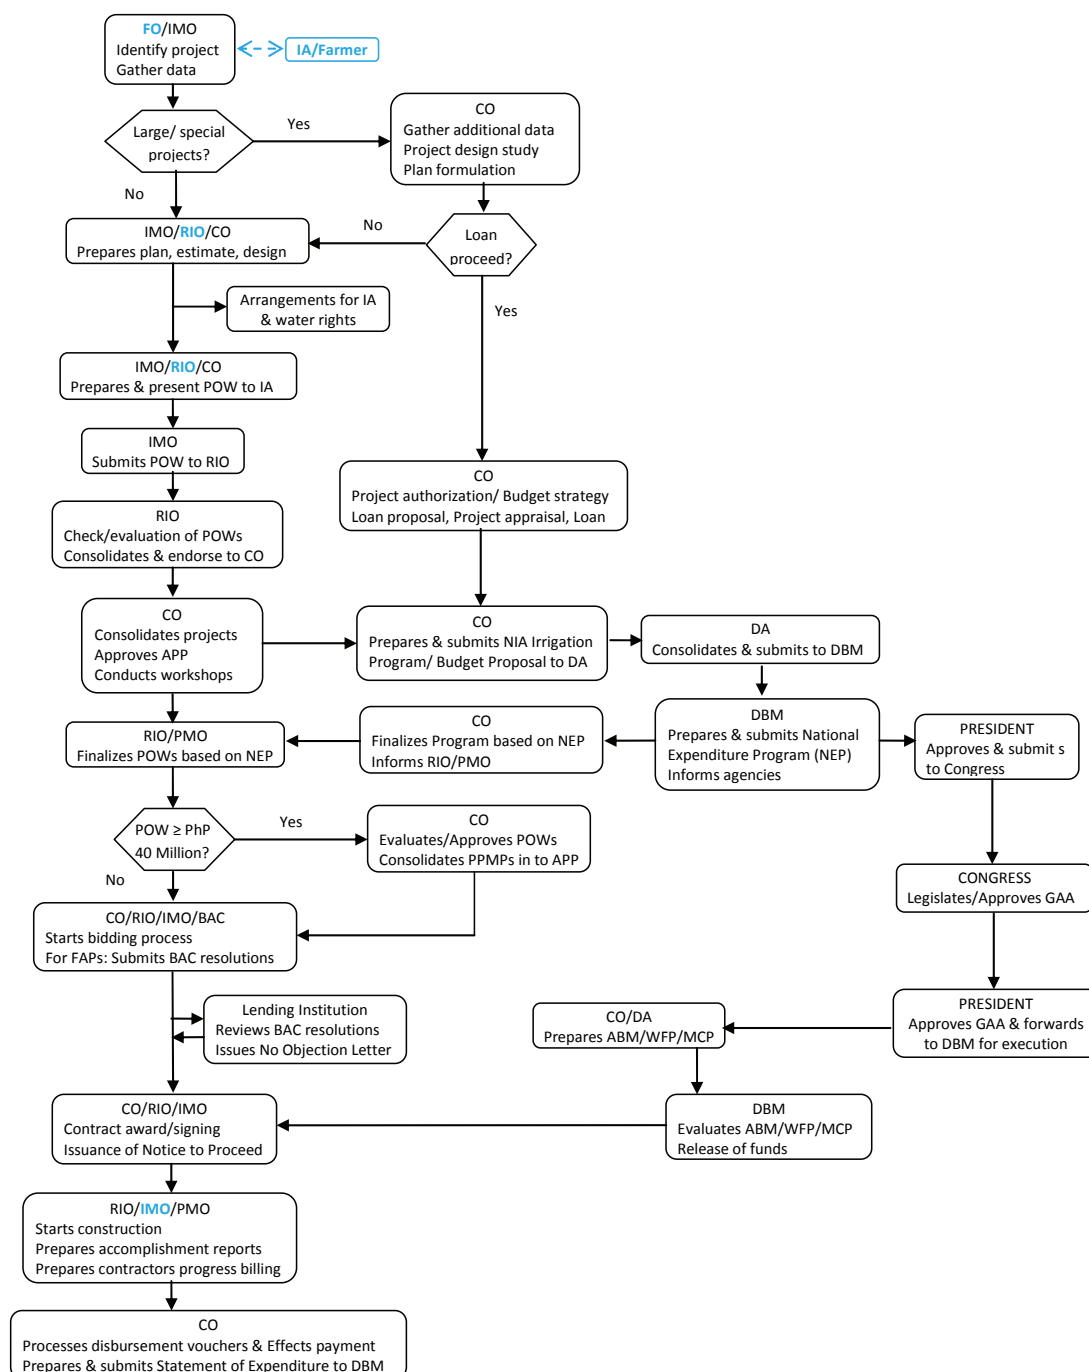 FO/IMO
Identify project
Gather data
IA/Farmer
Large/ special
projects?
Yes
No
CO
Gather additional data
Project design study
Plan formulation
IMO/RIO/CO
Prepares plan, estimate, design
No
Loan
proceed?
Yes
Arrangements for IA
& water rights
IMO/RIO/CO
Prepares & present POW to IA
IMO
Submits POW to RIO
CO
Project authorization/ Budget strategy
Loan proposal, Project appraisal, Loan
RIO
Check/evaluation of POWs
Consolidates & endorse to CO
CO
Consolidates projects
Approves APP
Conducts workshops
CO
Prepares & submits NIA Irrigation
Program/ Budget Proposal to DA
DA
Consolidates & submits to DBM
RIO/PMO
Finalizes POWs based on NEP
CO
Finalizes Program based on NEP
Informs RIO/PMO
DBM
Prepares & submits National
Expenditure Program (NEP)
Informs agencies
PRESIDENT
Approves & submit s
to Congress
POW ≥ PhP
40 Million?
Yes
No
CO
Evaluates/Approves POWs
Consolidates PPMPs in to APP
CONGRESS
Legislates/Approves GAA
CO/RIO/IMO/BAC
Starts bidding process
For FAPs: Submits BAC resolutions
Lending Institution
Reviews BAC resolutions
Issues No Objection Letter
CO/DA
Prepares ABM/WFP/MCP
PRESIDENT
Approves GAA & forwards
to DBM for execution
CO/RIO/IMO
Contract award/signing
Issuance of Notice to Proceed
DBM
Evaluates ABM/WFP/MCP
Release of funds
RIO/IMO/PMO
Starts construction
Prepares accomplishment reports
Prepares contractors progress billing
CO
Processes disbursement vouchers & Effects payment
Prepares & submits Statement of Expenditure to DBM